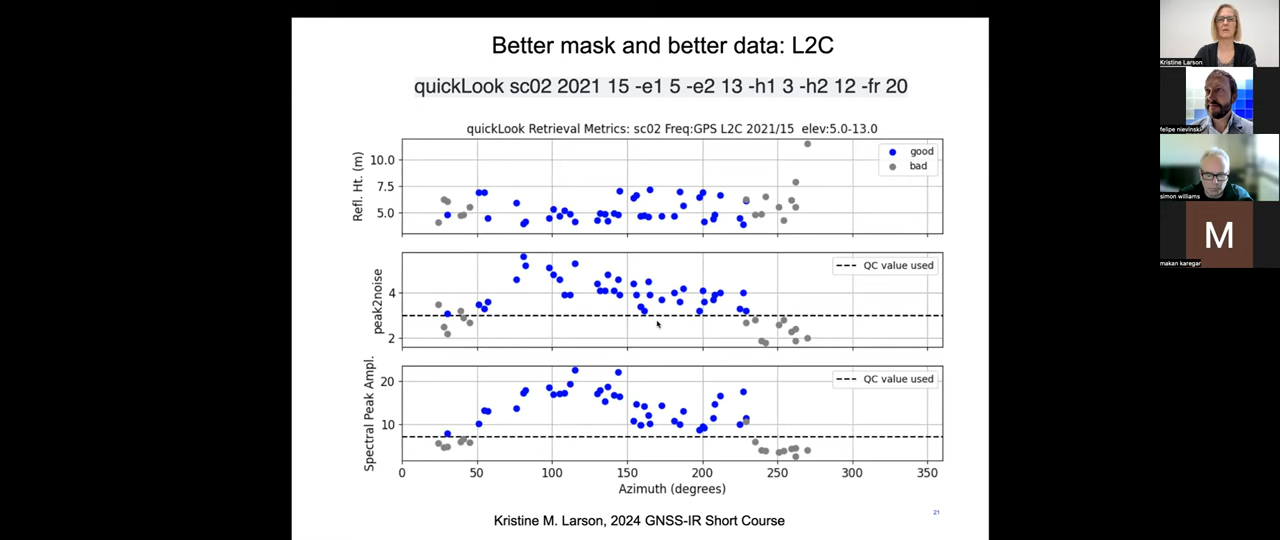 Better mask and better data: L2C
quickLook sc02 2021 15 -e1 5 -e2 13 -h1 3 -h2 12 -fr 20
quickLook Retrieval Metrics: sc02 Freq:GPS L2C 2021/15 elev:5.0-13.0
Refl. Ht. (m)
10.0
7.5
5.0
good
bad
peak2noise
4
2
QC value used
Spectral Peak Ampl.
20
10
QC value used
0 50 100 150 200 250 300 350
Azimuth (degrees)
Kristine M. Larson, 2024 GNSS-IR Short Course
21
Kristine Larson
felipe nievinski
simon williams
M
makan karegar